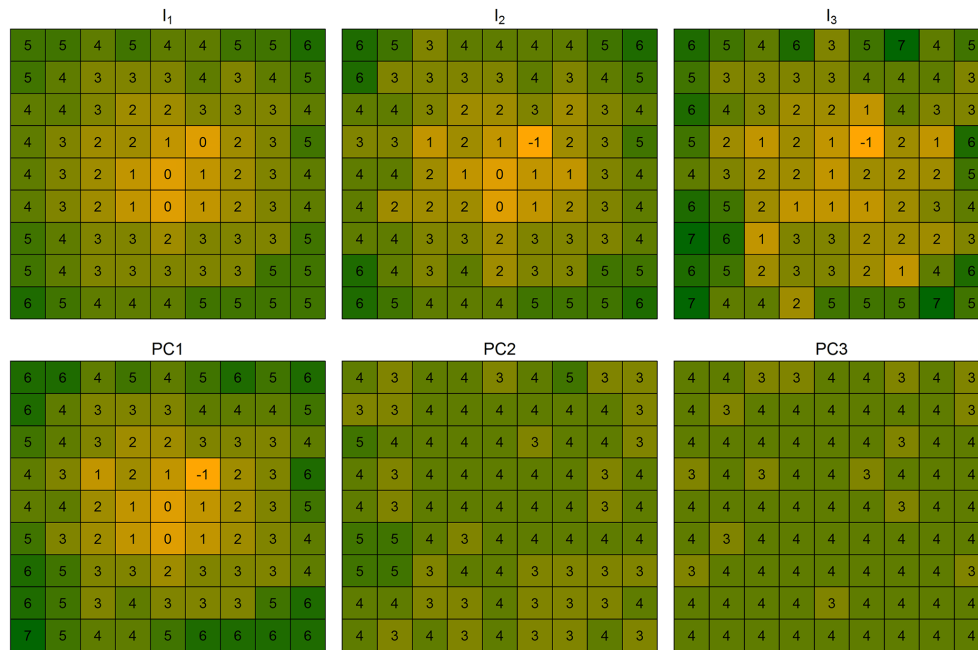 I₁ I₂ I₃
5 5 4 5 4 4 5 5 6 6 5 3 4 4 4 4 5 6 6 5 4 6 3 5 7 4 5
5 4 3 3 3 4 3 4 5 6 3 3 3 3 4 3 4 5 5 3 3 3 3 4 4 4 3
4 4 3 2 2 3 3 3 4 4 4 3 2 2 3 2 3 4 6 4 3 2 2 1 4 3 3
4 3 2 2 1 0 2 3 5 3 3 1 2 1 -1 2 3 5 5 2 1 2 1 -1 2 1 6
4 3 2 1 0 1 2 3 4 4 4 2 1 0 1 1 3 4 4 3 2 2 1 2 2 2 5
4 3 2 1 0 1 2 3 4 4 2 2 2 0 1 2 3 4 6 5 2 1 1 1 2 3 4
5 4 3 3 2 3 3 3 5 4 4 3 3 2 3 3 3 4 7 6 1 3 3 2 2 2 3
5 4 3 3 3 3 3 5 5 6 4 3 4 2 3 3 5 5 6 5 2 3 3 2 1 4 6
6 5 4 4 4 5 5 5 5 6 5 4 4 4 5 5 5 6 7 4 4 2 5 5 5 7 5
PC1 PC2 PC3
6 6 4 5 4 5 6 5 6 4 3 4 4 3 4 5 3 3 4 4 3 3 4 4 3 4 3
6 4 3 3 3 4 4 4 5 3 3 4 4 4 4 4 4 3 4 3 4 4 4 4 4 4 3
5 4 3 2 2 3 3 3 4 5 4 4 4 4 3 4 4 3 4 4 4 4 4 4 3 4 4
4 3 1 2 1 -1 2 3 6 4 3 4 4 4 4 4 3 4 3 4 3 4 4 3 4 4 4
4 4 2 1 0 1 2 3 5 4 3 4 4 4 4 4 3 4 4 4 4 4 4 4 3 4 4
5 3 2 1 0 1 2 3 4 5 5 4 3 4 4 4 4 4 4 3 4 4 4 4 4 4 4
6 5 3 3 2 3 3 3 4 5 5 3 4 4 3 3 3 3 3 4 4 4 4 4 4 4 3
6 5 3 4 3 3 3 5 6 4 4 3 3 4 3 3 4 4 4 4 4 4 3 4 4 4 4
7 5 4 4 5 6 6 6 6 4 3 4 3 4 3 3 4 3 4 4 4 4 4 4 4 4 4